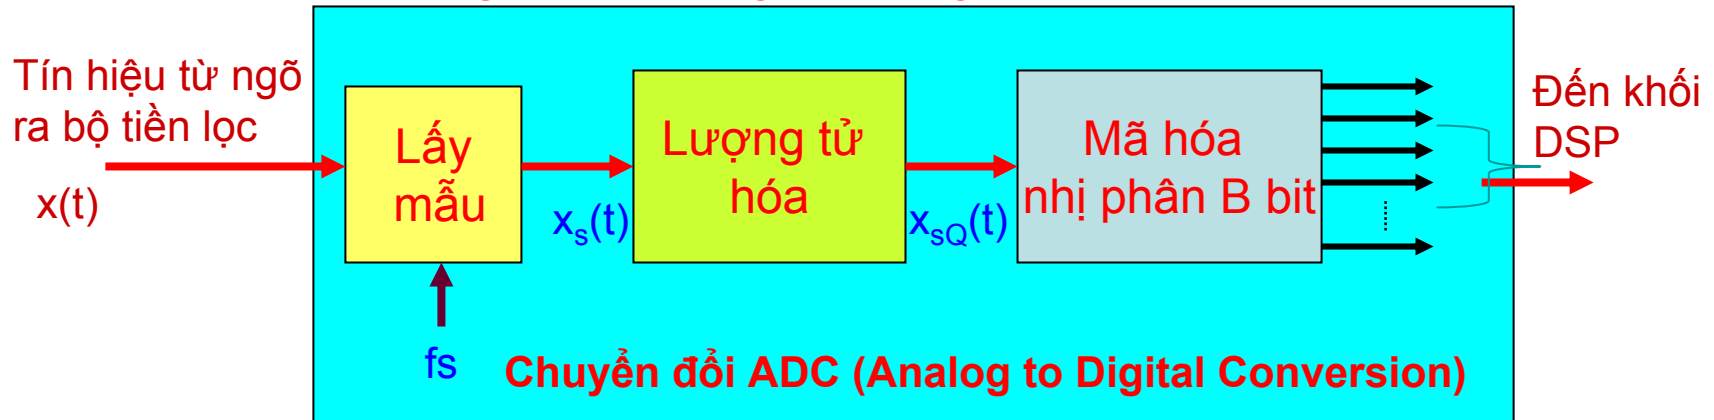 Tín hiệu từ ngõ
ra bộ tiền lọc
x(t)
Lấy
mẫu
fs
xs(t)
Lượng tử
hóa
xsQ(t)
Mã hóa
nhị phân B bit
Đến khối
DSP
Chuyển đổi ADC (Analog to Digital Conversion)